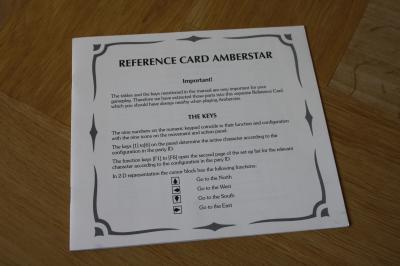 REFERENCE CARD AMBERSTAR
Important!
The tables and the keys mentioned in the manual are very important for your
gameplay. Therefore we have extracted those parts into this separate Reference Card
which you should have always nearby when playing Amberstar.
THE KEYS
The nine numbers on the numeric keypad coincide in their function and configuration
with the nine icons on the movement and action panel.
The keys [1] to[6] on the panel determine the active character according to the
configuration in the party ID.
The function keys [F1] to [F6] open the second page of the set up list for the relevant
character according to the configuration in the party ID.
In 2-D representation the cursor block has the following functions:
Go to the North
Go to the West
Go to the South
Go to the East